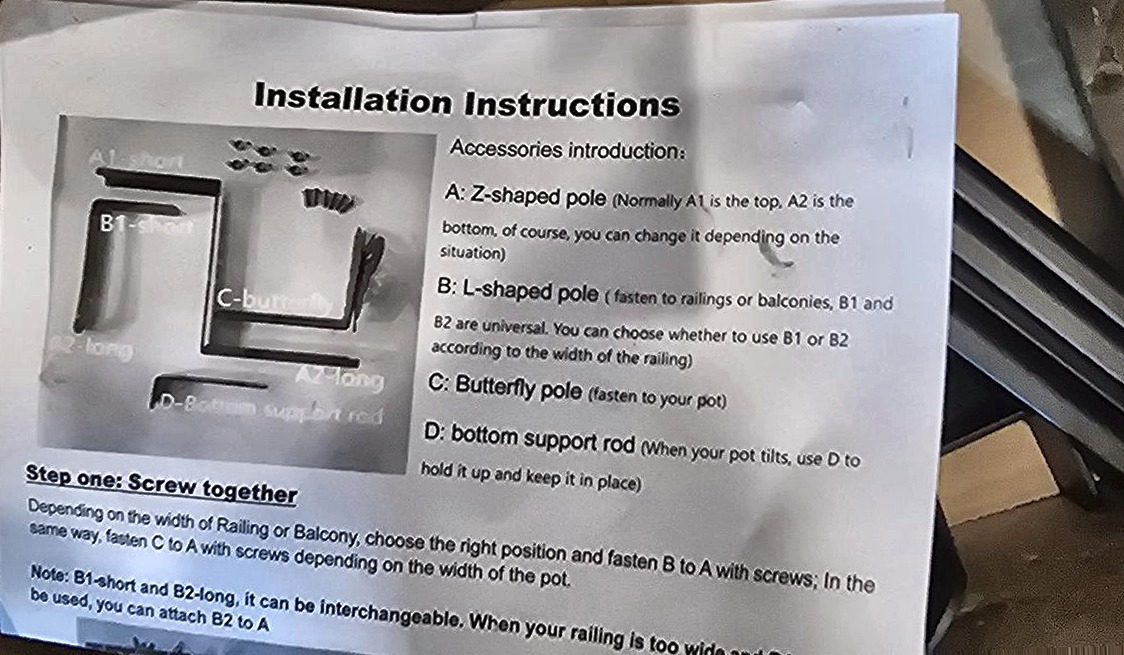 Installation Instructions
A1-short
B1-short
C-butterfly
2-long
A2-long
D-Bottom support rod
Accessories introduction:
A: Z-shaped pole (Normally A1 is the top, A2 is the
bottom, of course, you can change it depending on the
situation)
B: L-shaped pole ( fasten to railings or balconies, B1 and
B2 are universal. You can choose whether to use B1 or B2
according to the width of the railing)
C: Butterfly pole (fasten to your pot)
D: bottom support rod (When your pot tilts, use D to
hold it up and keep it in place)
Step one: Screw together
Depending on the width of Railing or Balcony, choose the right position and fasten B to A with screws; In the
same way, fasten C to A with screws depending on the width of the pot.
Note: B1-short and B2-long, it can be interchangeable. When your railing is too wide and
be used, you can attach B2 to A